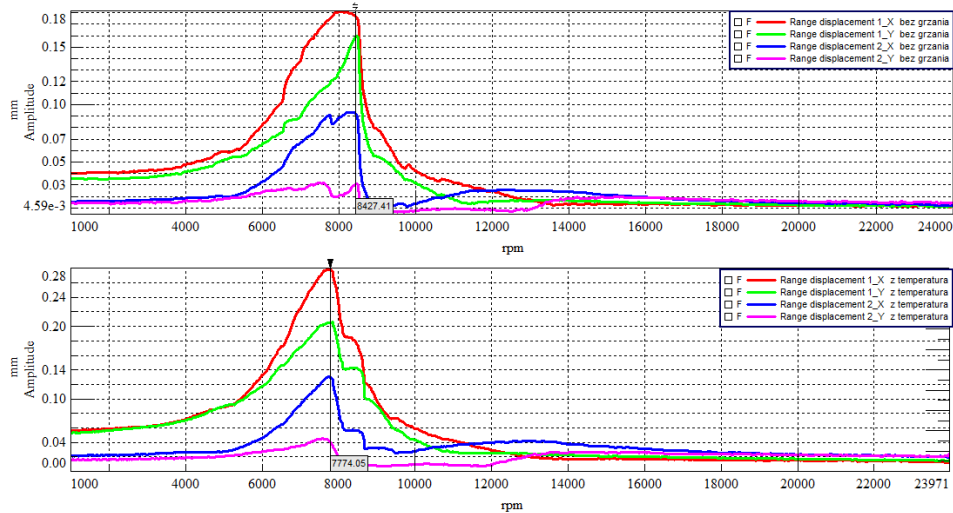 0.18
0.15
0.12
0.10
0.07
0.05
0.03
4.59e-3
mm
Amplitude
F Range displacement 1_X bez grzania
F Range displacement 1_Y bez grzania
F Range displacement 2_X bez grzania
F Range displacement 2_Y bez grzania
8427.41
1000 4000 6000 8000 10000 12000 14000 16000 18000 20000 22000 24000
rpm
0.28
0.24
0.20
0.10
0.04
0.00
mm
Amplitude
F Range displacement 1_X z temperatura
F Range displacement 1_Y z temperatura
F Range displacement 2_X z temperatura
F Range displacement 2_Y z temperatura
7774.05
1000 4000 6000 8000 10000 12000 14000 16000 18000 20000 22000 23971
rpm